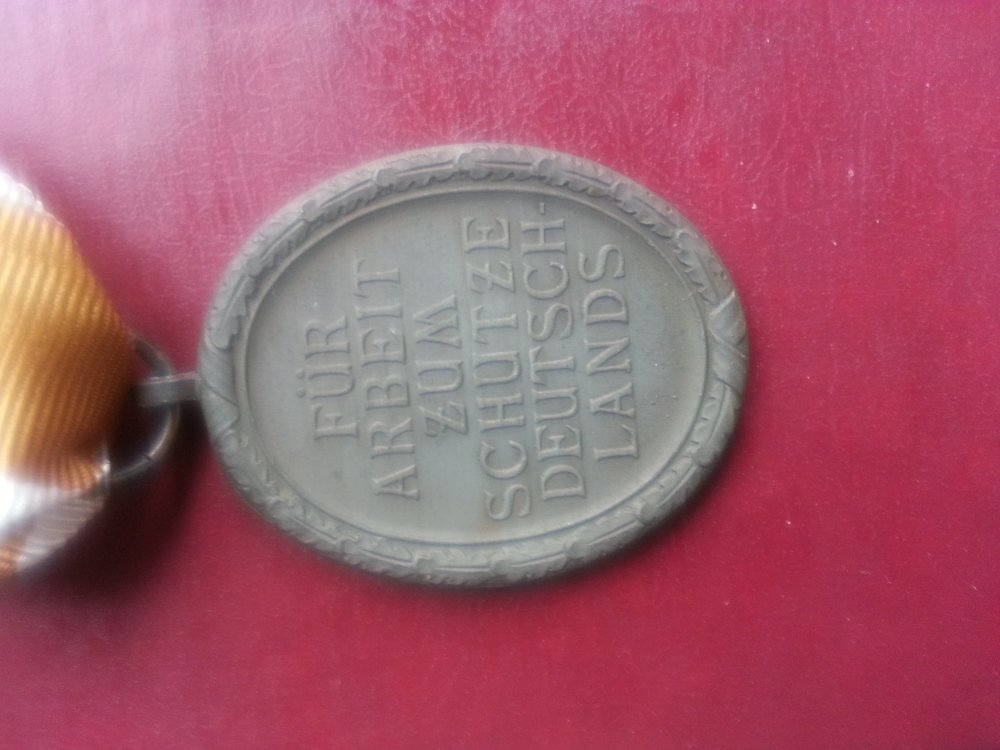 FÜR
ARBEIT
ZUM
SCHUTZE
DEUTSCH-
LANDS